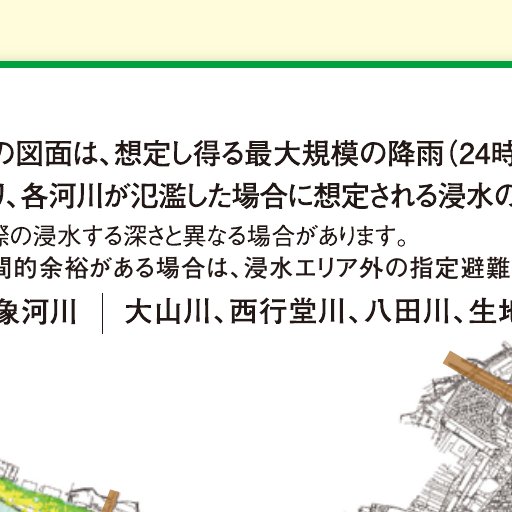 の図面は、想定し得る最大規模の降雨（24時
、各河川が氾濫した場合に想定される浸水の
際の浸水する深さと異なる場合があります。
間的余裕がある場合は、浸水エリア外の指定避難
象河川 │ 大山川、西行堂川、八田川、生地